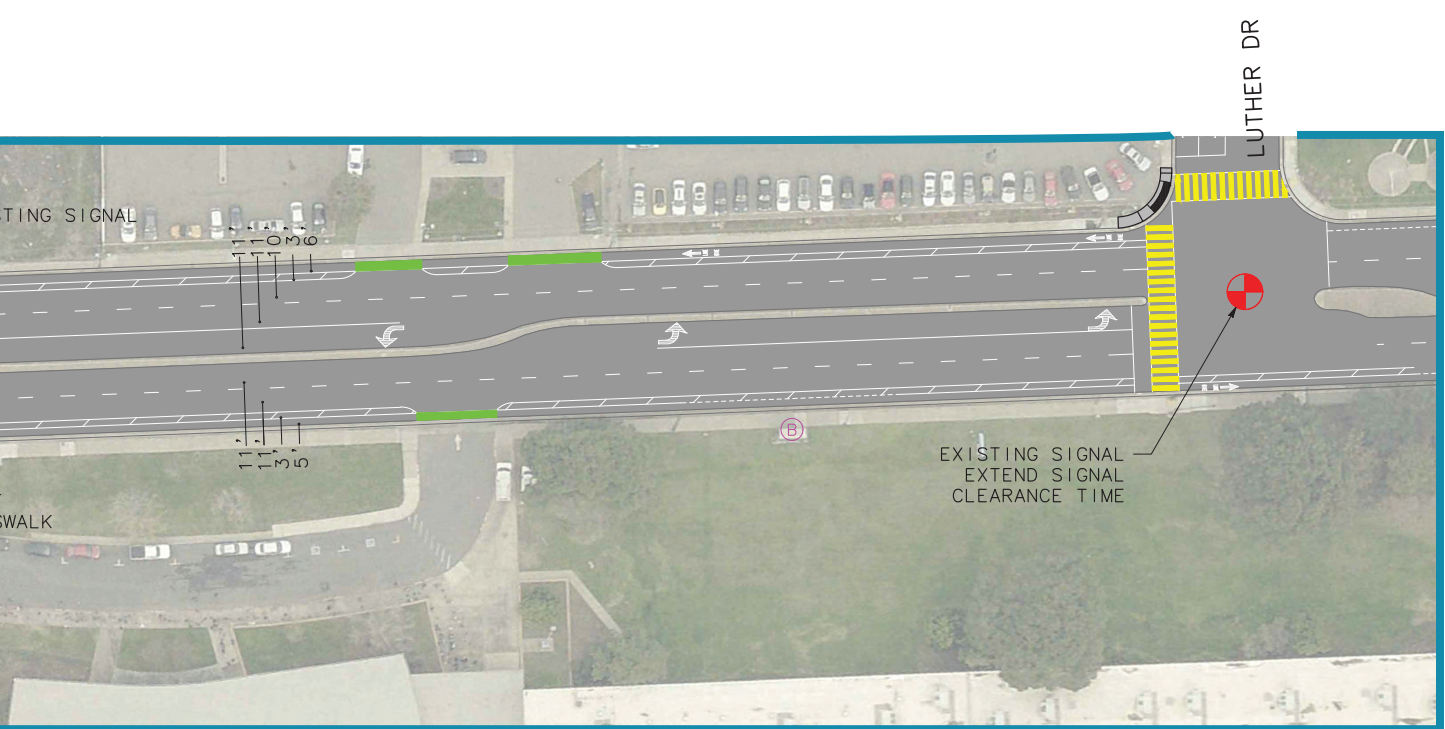 LUTHER DR
STING SIGNAL
11'
11'
10'
3'
6'
11'
11'
3'
5'
B
EXISTING SIGNAL
EXTEND SIGNAL
CLEARANCE TIME
SWALK